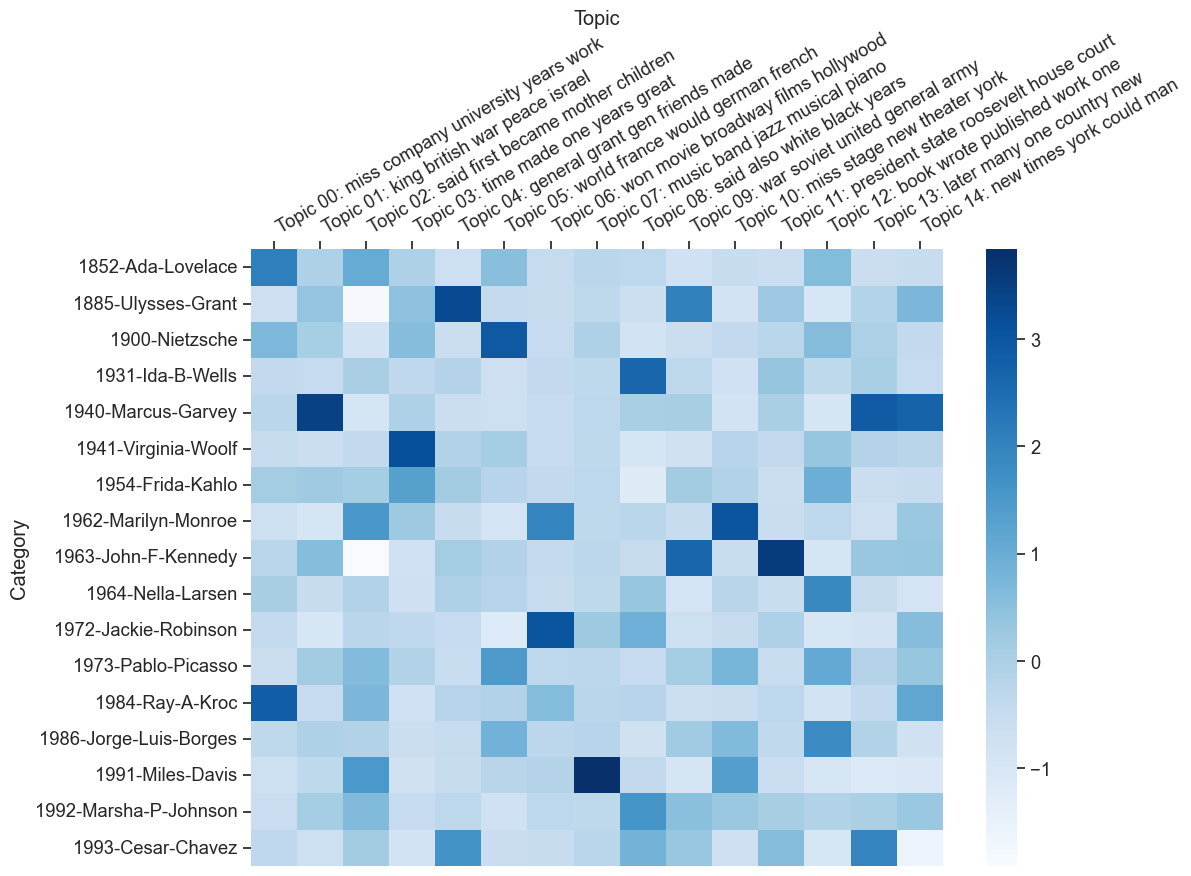 Topic
Topic 00: miss company university years work
Topic 01: king british war peace israel
Topic 02: said first became mother children
Topic 03: time made one years great
Topic 04: general grant gen friends made
Topic 05: world france would german french
Topic 06: won movie broadway films hollywood
Topic 07: music band jazz musical piano
Topic 08: said also white black years
Topic 09: war soviet united general army
Topic 10: miss stage new theater york
Topic 11: president state roosevelt house court
Topic 12: book wrote published work one
Topic 13: later many one country new
Topic 14: new times york could man
Category
1852-Ada-Lovelace
1885-Ulysses-Grant
1900-Nietzsche
1931-Ida-B-Wells
1940-Marcus-Garvey
1941-Virginia-Woolf
1954-Frida-Kahlo
1962-Marilyn-Monroe
1963-John-F-Kennedy
1964-Nella-Larsen
1972-Jackie-Robinson
1973-Pablo-Picasso
1984-Ray-A-Kroc
1986-Jorge-Luis-Borges
1991-Miles-Davis
1992-Marsha-P-Johnson
1993-Cesar-Chavez
3
2
1
0
−1